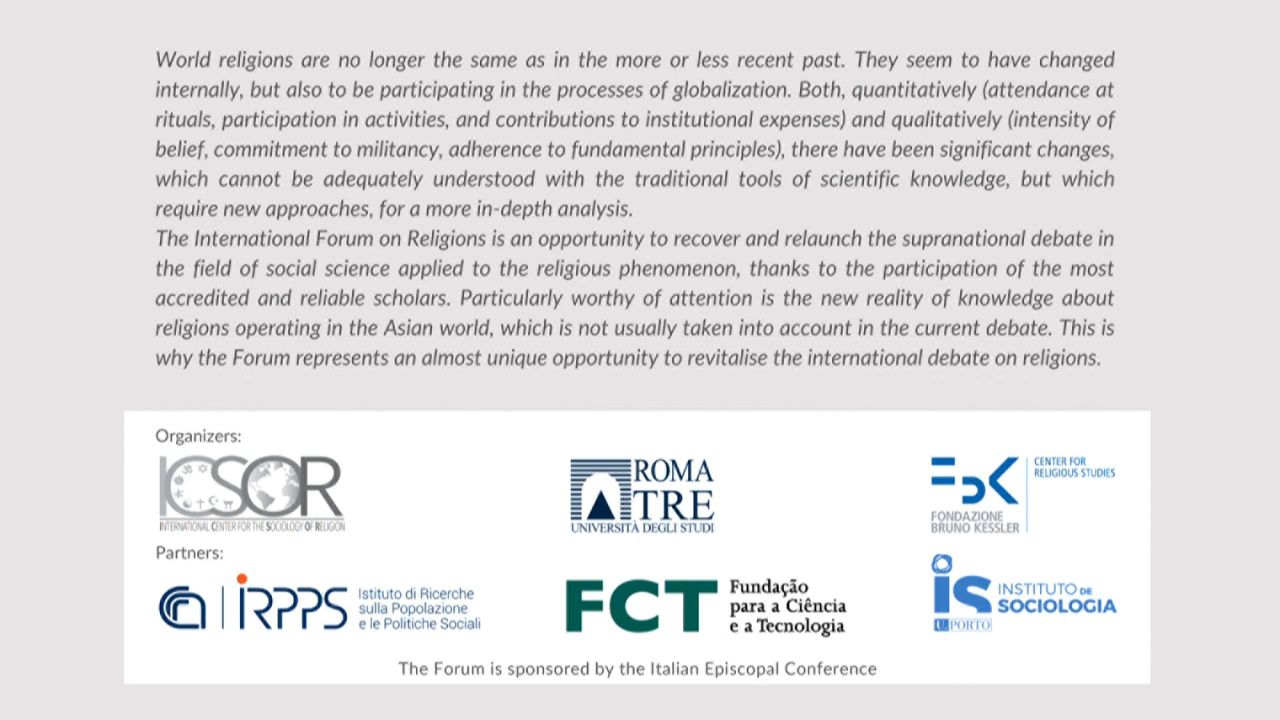 World religions are no longer the same as in the more or less recent past. They seem to have changed
internally, but also to be participating in the processes of globalization. Both, quantitatively (attendance at
rituals, participation in activities, and contributions to institutional expenses) and qualitatively (intensity of
belief, commitment to militancy, adherence to fundamental principles), there have been significant changes,
which cannot be adequately understood with the traditional tools of scientific knowledge, but which
require new approaches, for a more in-depth analysis.
The International Forum on Religions is an opportunity to recover and relaunch the supranational debate in
the field of social science applied to the religious phenomenon, thanks to the participation of the most
accredited and reliable scholars. Particularly worthy of attention is the new reality of knowledge about
religions operating in the Asian world, which is not usually taken into account in the current debate. This is
why the Forum represents an almost unique opportunity to revitalise the international debate on religions.
Organizers:
ICSOR
INTERNATIONAL CENTER FOR THE SOCIOLOGY OF RELIGION
ROMA
TRE
UNIVERSITÀ DEGLI STUDI
FBK
CENTER FOR
RELIGIOUS STUDIES
FONDAZIONE
BRUNO KESSLER
Partners:
CNR
IRPPS
Istituto di Ricerche
sulla Popolazione
e le Politiche Sociali
FCT
Fundação
para a Ciência
e a Tecnologia
iS
INSTITUTO DE
SOCIOLOGIA
U. PORTO
The Forum is sponsored by the Italian Episcopal Conference